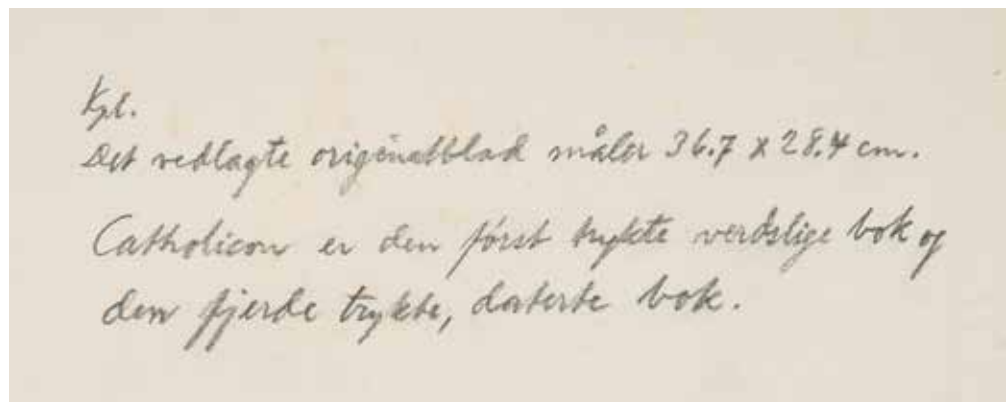 Kpl.
Det vedlagte originalblad måler 36.7 x 28.4 cm.
Catholicon er den først trykte verdslige bok og
den fjerde trykte, daterte bok.